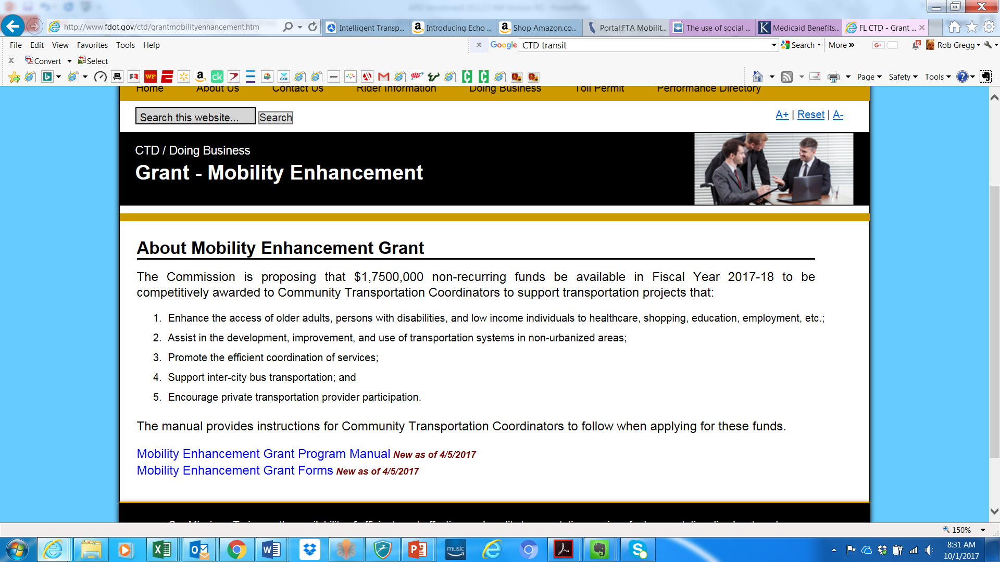 http://www.fdot.gov/ctd/grantmobilityenhancement.htm
Intelligent Transp...
Introducing Echo ...
Shop Amazon.co...
Portal:FTA Mobilit...
The use of social ...
Medicaid Benefits...
FL CTD - Grant ...
File Edit View Favorites Tools Help
Google CTD transit Search More » Rob Gregg
Convert Select
Page Safety Tools
Home About Us Contact Us Rider Information Doing Business Toll Permit Performance Directory
Search this website... Search A+ | Reset | A-
CTD / Doing Business
Grant - Mobility Enhancement
About Mobility Enhancement Grant
The Commission is proposing that $1,7500,000 non-recurring funds be available in Fiscal Year 2017-18 to be
competitively awarded to Community Transportation Coordinators to support transportation projects that:
1. Enhance the access of older adults, persons with disabilities, and low income individuals to healthcare, shopping, education, employment, etc.;
2. Assist in the development, improvement, and use of transportation systems in non-urbanized areas;
3. Promote the efficient coordination of services;
4. Support inter-city bus transportation; and
5. Encourage private transportation provider participation.
The manual provides instructions for Community Transportation Coordinators to follow when applying for these funds.
Mobility Enhancement Grant Program Manual New as of 4/5/2017
Mobility Enhancement Grant Forms New as of 4/5/2017
150%
music
8:31 AM
10/1/2017